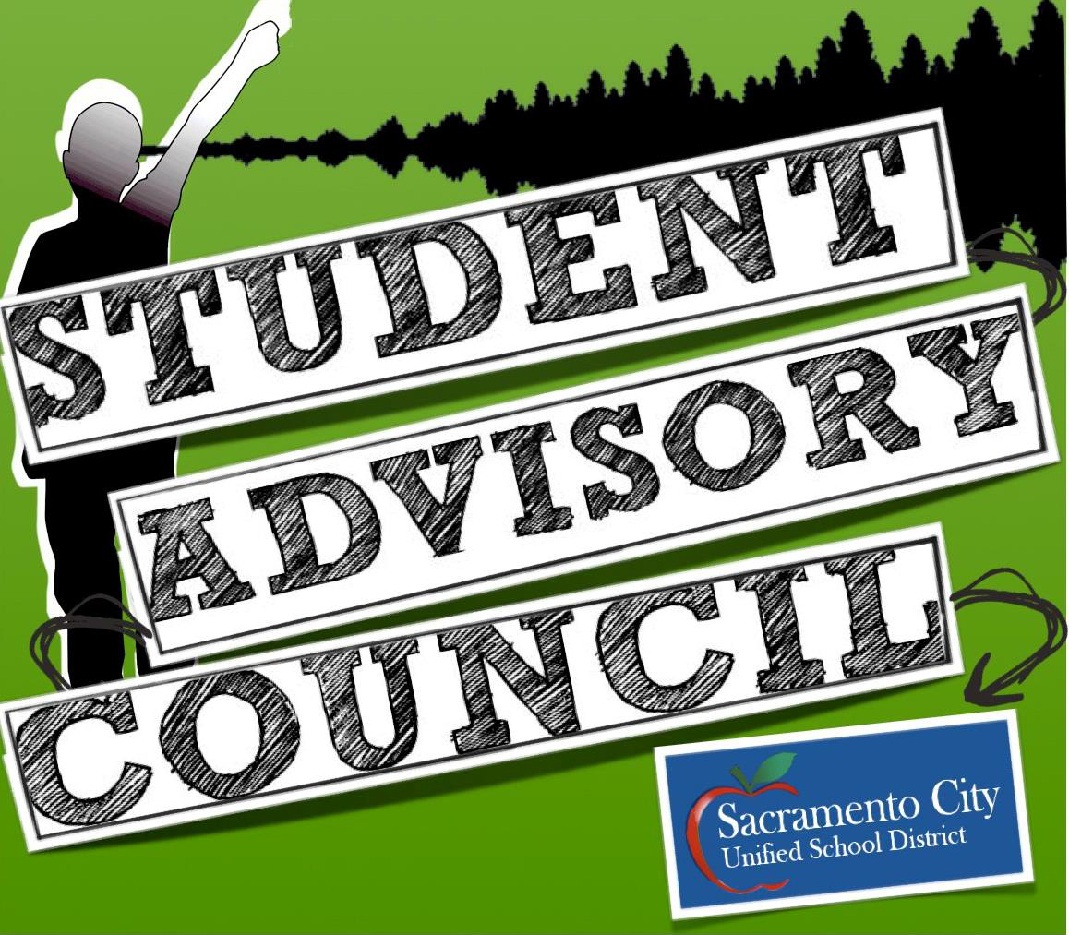 STUDENT
ADVISORY
COUNCIL
Sacramento City
Unified School District